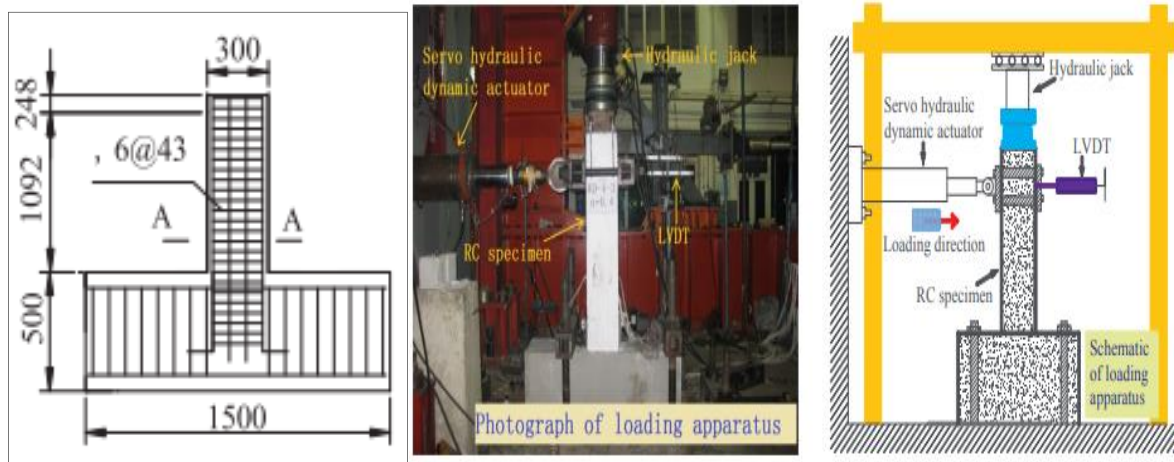 300
248
1092
500
, 6@43
A
A
1500
Servo hydraulic
dynamic actuator
Hydraulic jack
RC specimen
LVDT
Photograph of loading apparatus
Hydraulic jack
Servo hydraulic
dynamic actuator
LVDT
Loading direction
RC specimen
Schematic
of loading
apparatus